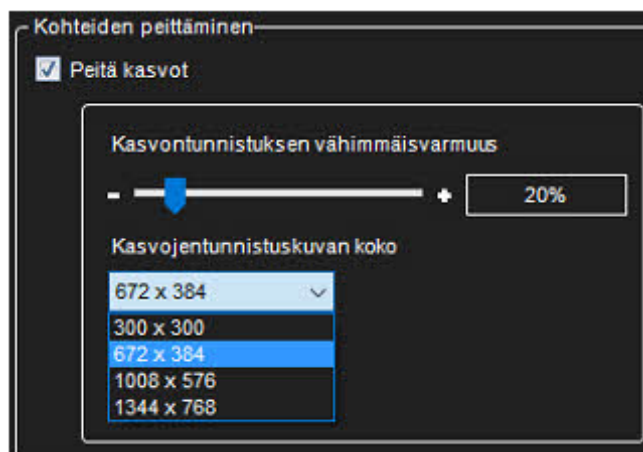 Kohteiden peittäminen
Peitä kasvot
Kasvontunnistuksen vähimmäisvarmuus
- + 20%
Kasvojentunnistuskuvan koko
672 x 384
300 x 300
672 x 384
1008 x 576
1344 x 768